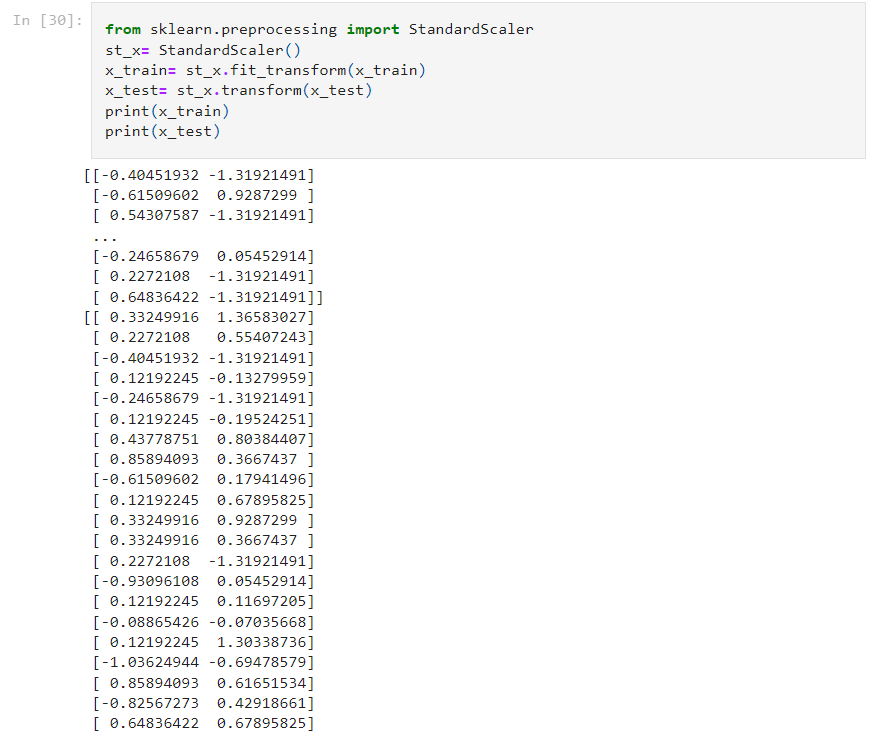 In [30]:
from sklearn.preprocessing import StandardScaler
st_x= StandardScaler()
x_train= st_x.fit_transform(x_train)
x_test= st_x.transform(x_test)
print(x_train)
print(x_test)
[[-0.40451932 -1.31921491]
 [-0.61509602  0.9287299 ]
 [ 0.54307587 -1.31921491]
 ...
 [-0.24658679  0.05452914]
 [ 0.2272108  -1.31921491]
 [ 0.64836422 -1.31921491]]
[[ 0.33249916  1.36583027]
 [ 0.2272108   0.55407243]
 [-0.40451932 -1.31921491]
 [ 0.12192245 -0.13279959]
 [-0.24658679 -1.31921491]
 [ 0.12192245 -0.19524251]
 [ 0.43778751  0.80384407]
 [ 0.85894093  0.3667437 ]
 [-0.61509602  0.17941496]
 [ 0.12192245  0.67895825]
 [ 0.33249916  0.9287299 ]
 [ 0.33249916  0.3667437 ]
 [ 0.2272108  -1.31921491]
 [-0.93096108  0.05452914]
 [ 0.12192245  0.11697205]
 [-0.08865426 -0.07035668]
 [ 0.12192245  1.30338736]
 [-1.03624944 -0.69478579]
 [ 0.85894093  0.61651534]
 [-0.82567273  0.42918661]
 [ 0.64836422  0.67895825]